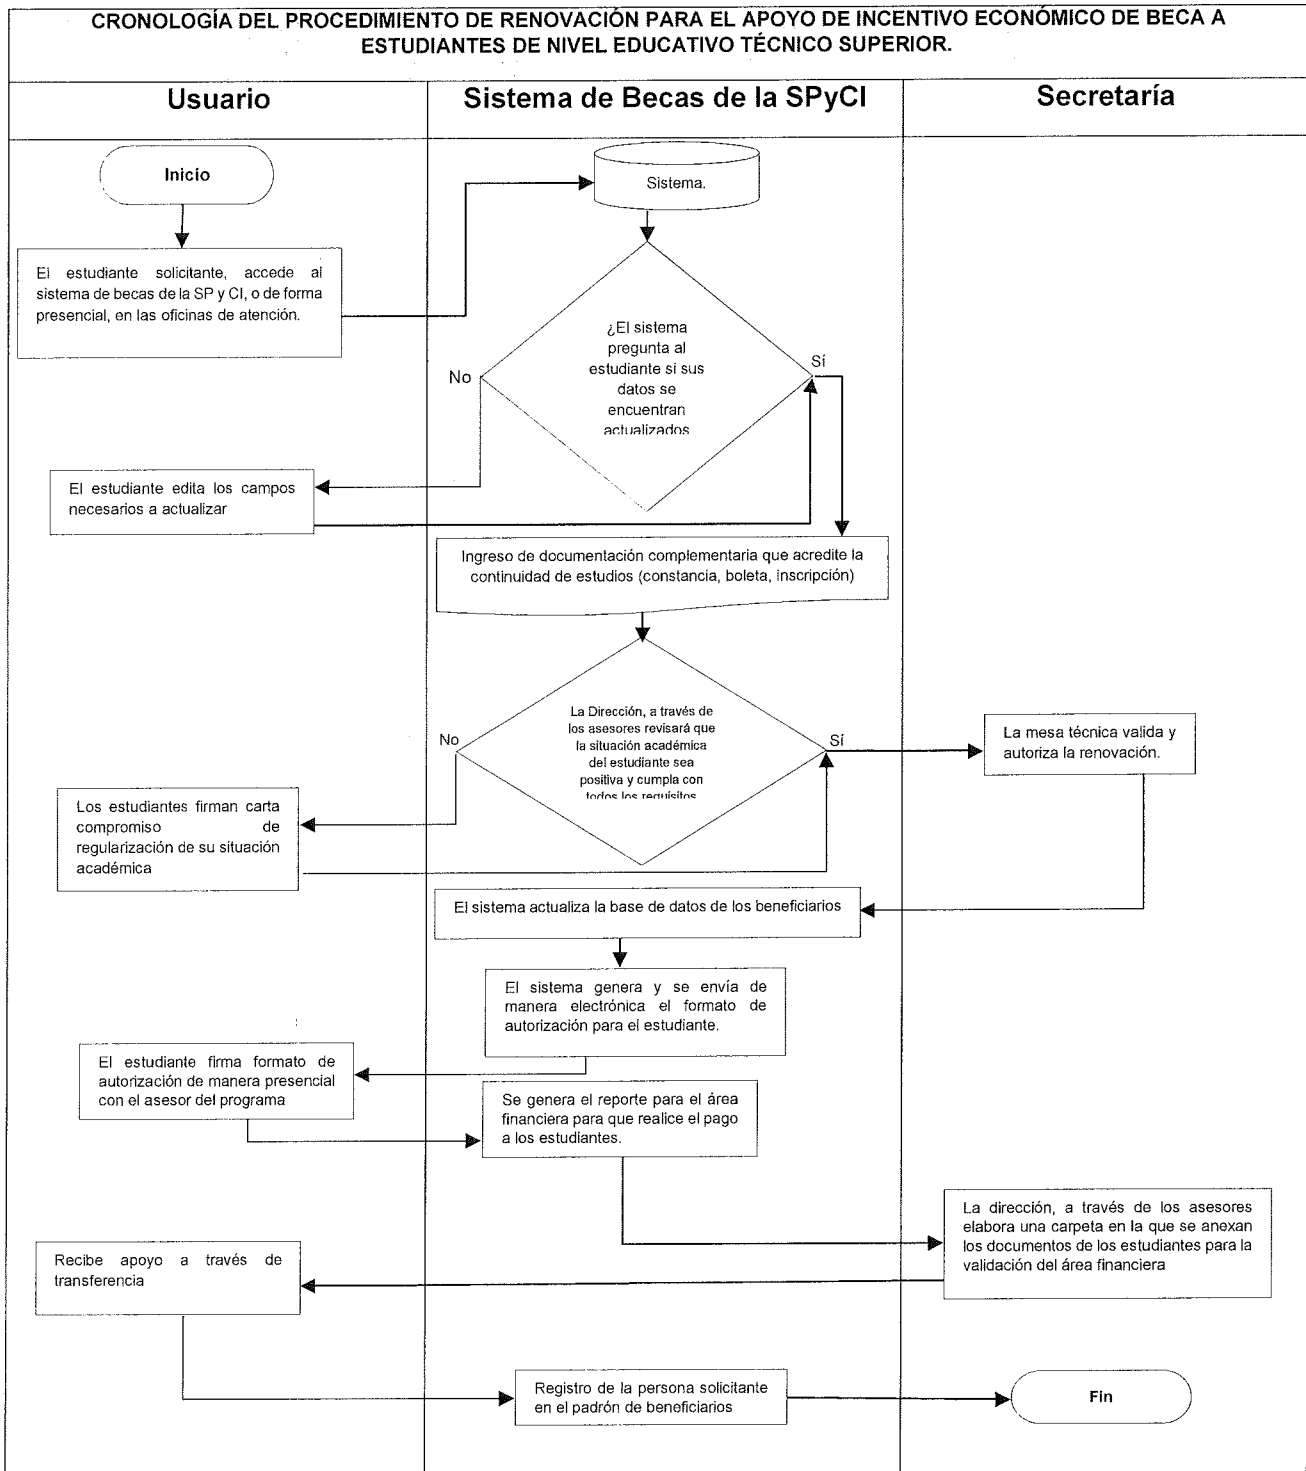 CRONOLOGÍA DEL PROCEDIMIENTO DE RENOVACIÓN PARA EL APOYO DE INCENTIVO ECONÓMICO DE BECA A
ESTUDIANTES DE NIVEL EDUCATIVO TÉCNICO SUPERIOR.
Usuario
Sistema de Becas de la SPyCI
Secretaría
Inicio
Sistema.
El estudiante solicitante, accede al
sistema de becas de la SP y CI, o de forma
presencial, en las oficinas de atención.
¿El sistema
pregunta al
estudiante si sus
datos se
encuentran
actualizados
No
Sí
El estudiante edita los campos
necesarios a actualizar
Ingreso de documentación complementaria que acredite la
continuidad de estudios (constancia, boleta, inscripción)
La Dirección, a través de
los asesores revisará que
la situación académica
del estudiante sea
positiva y cumpla con
todos los requisitos
No
Sí
La mesa técnica valida y
autoriza la renovación.
Los estudiantes firman carta
compromiso de
regularización de su situación
académica
El sistema actualiza la base de datos de los beneficiarios
El sistema genera y se envía de
manera electrónica el formato de
autorización para el estudiante.
El estudiante firma formato de
autorización de manera presencial
con el asesor del programa
Se genera el reporte para el área
financiera para que realice el pago
a los estudiantes.
La dirección, a través de los asesores
elabora una carpeta en la que se anexan
los documentos de los estudiantes para la
validación del área financiera
Recibe apoyo a través de
transferencia
Registro de la persona solicitante
en el padrón de beneficiarios
Fin